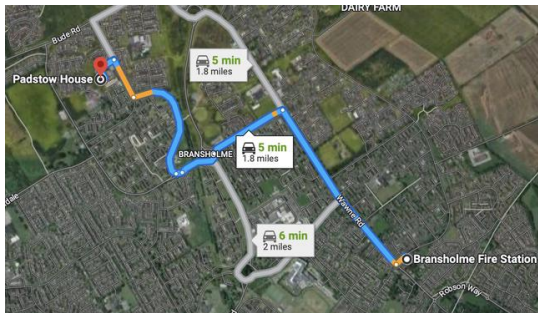 DAIRY FARM
Bude Rd
Padstow House
5 min
1.8 miles
BRANSHOLME
5 min
1.8 miles
Wawne Rd
6 min
2 miles
Bransholme Fire Station
Robson Way